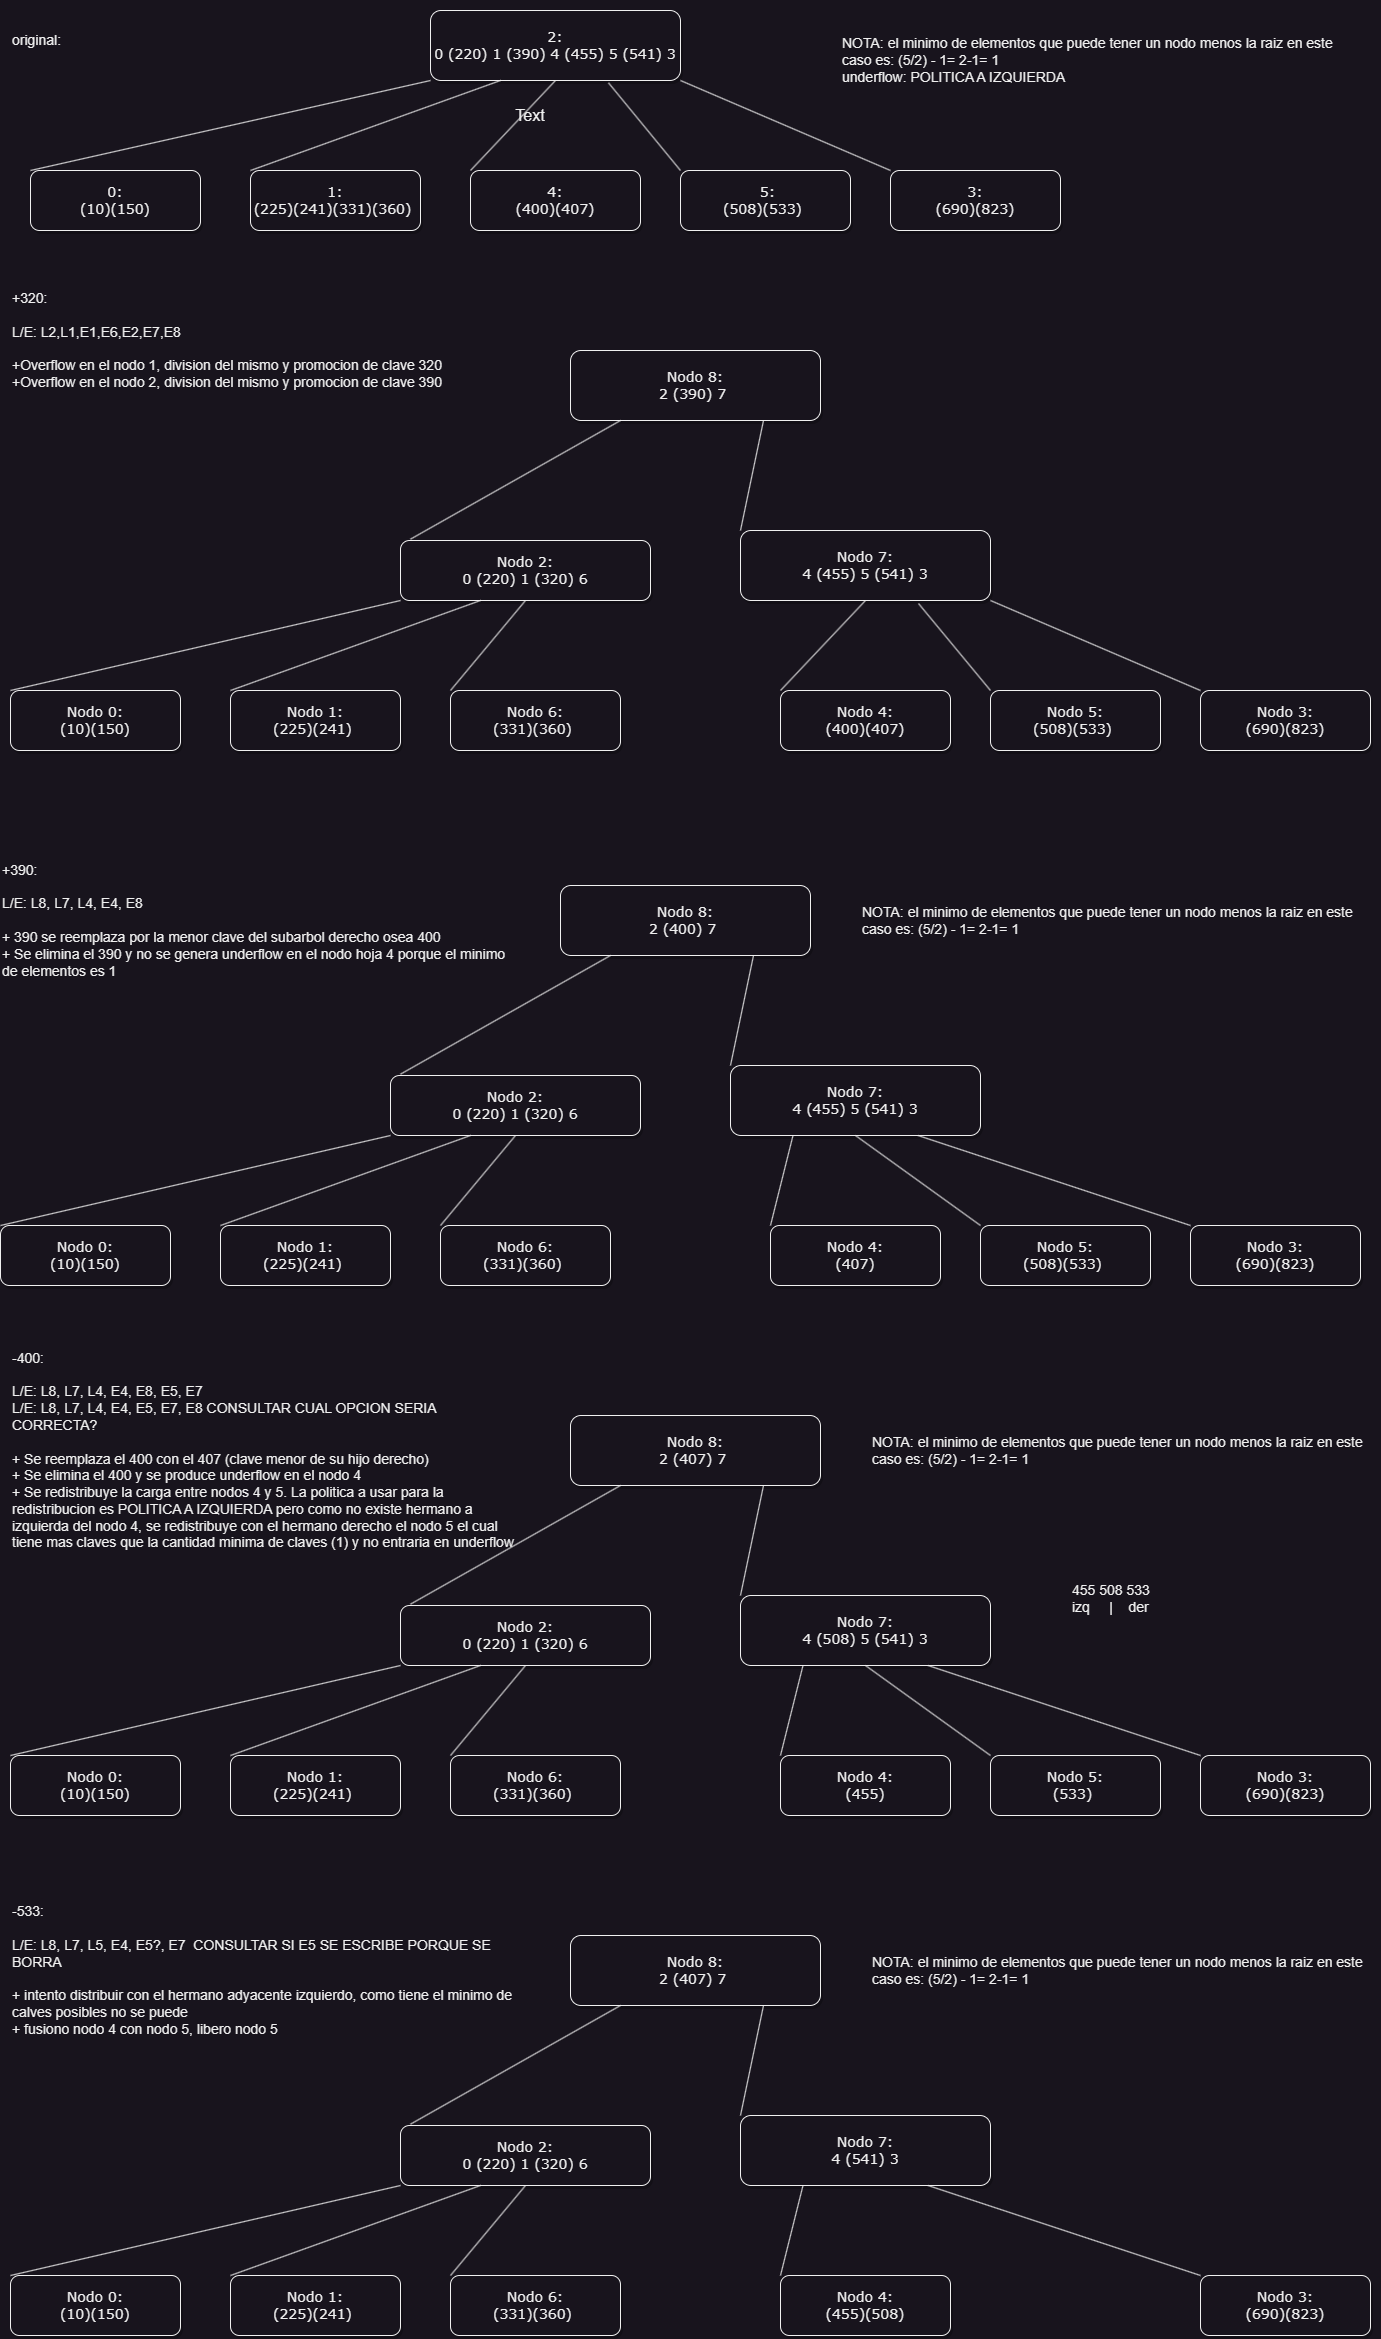 original:
2:
0 (220) 1 (390) 4 (455) 5 (541) 3
NOTA: el minimo de elementos que puede tener un nodo menos la raiz en este
caso es: (5/2) - 1= 2-1= 1
underflow: POLITICA A IZQUIERDA
Text
0:
(10)(150)
1:
(225)(241)(331)(360)
4:
(400)(407)
5:
(508)(533)
3:
(690)(823)
+320:
L/E: L2,L1,E1,E6,E2,E7,E8
+Overflow en el nodo 1, division del mismo y promocion de clave 320
+Overflow en el nodo 2, division del mismo y promocion de clave 390
Nodo 8:
2 (390) 7
Nodo 2:
0 (220) 1 (320) 6
Nodo 7:
4 (455) 5 (541) 3
Nodo 0:
(10)(150)
Nodo 1:
(225)(241)
Nodo 6:
(331)(360)
Nodo 4:
(400)(407)
Nodo 5:
(508)(533)
Nodo 3:
(690)(823)
+390:
L/E: L8, L7, L4, E4, E8
+ 390 se reemplaza por la menor clave del subarbol derecho osea 400
+ Se elimina el 390 y no se genera underflow en el nodo hoja 4 porque el minimo
de elementos es 1
Nodo 8:
2 (400) 7
NOTA: el minimo de elementos que puede tener un nodo menos la raiz en este
caso es: (5/2) - 1= 2-1= 1
Nodo 2:
0 (220) 1 (320) 6
Nodo 7:
4 (455) 5 (541) 3
Nodo 0:
(10)(150)
Nodo 1:
(225)(241)
Nodo 6:
(331)(360)
Nodo 4:
(407)
Nodo 5:
(508)(533)
Nodo 3:
(690)(823)
-400:
L/E: L8, L7, L4, E4, E8, E5, E7
L/E: L8, L7, L4, E4, E5, E7, E8 CONSULTAR CUAL OPCION SERIA
CORRECTA?
+ Se reemplaza el 400 con el 407 (clave menor de su hijo derecho)
+ Se elimina el 400 y se produce underflow en el nodo 4
+ Se redistribuye la carga entre nodos 4 y 5. La politica a usar para la
redistribucion es POLITICA A IZQUIERDA pero como no existe hermano a
izquierda del nodo 4, se redistribuye con el hermano derecho el nodo 5 el cual
tiene mas claves que la cantidad minima de claves (1) y no entraria en underflow
Nodo 8:
2 (407) 7
NOTA: el minimo de elementos que puede tener un nodo menos la raiz en este
caso es: (5/2) - 1= 2-1= 1
455 508 533
izq | der
Nodo 2:
0 (220) 1 (320) 6
Nodo 7:
4 (508) 5 (541) 3
Nodo 0:
(10)(150)
Nodo 1:
(225)(241)
Nodo 6:
(331)(360)
Nodo 4:
(455)
Nodo 5:
(533)
Nodo 3:
(690)(823)
-533:
L/E: L8, L7, L5, E4, E5?, E7 CONSULTAR SI E5 SE ESCRIBE PORQUE SE
BORRA
+ intento distribuir con el hermano adyacente izquierdo, como tiene el minimo de
calves posibles no se puede
+ fusiono nodo 4 con nodo 5, libero nodo 5
Nodo 8:
2 (407) 7
NOTA: el minimo de elementos que puede tener un nodo menos la raiz en este
caso es: (5/2) - 1= 2-1= 1
Nodo 2:
0 (220) 1 (320) 6
Nodo 7:
4 (541) 3
Nodo 0:
(10)(150)
Nodo 1:
(225)(241)
Nodo 6:
(331)(360)
Nodo 4:
(455)(508)
Nodo 3:
(690)(823)